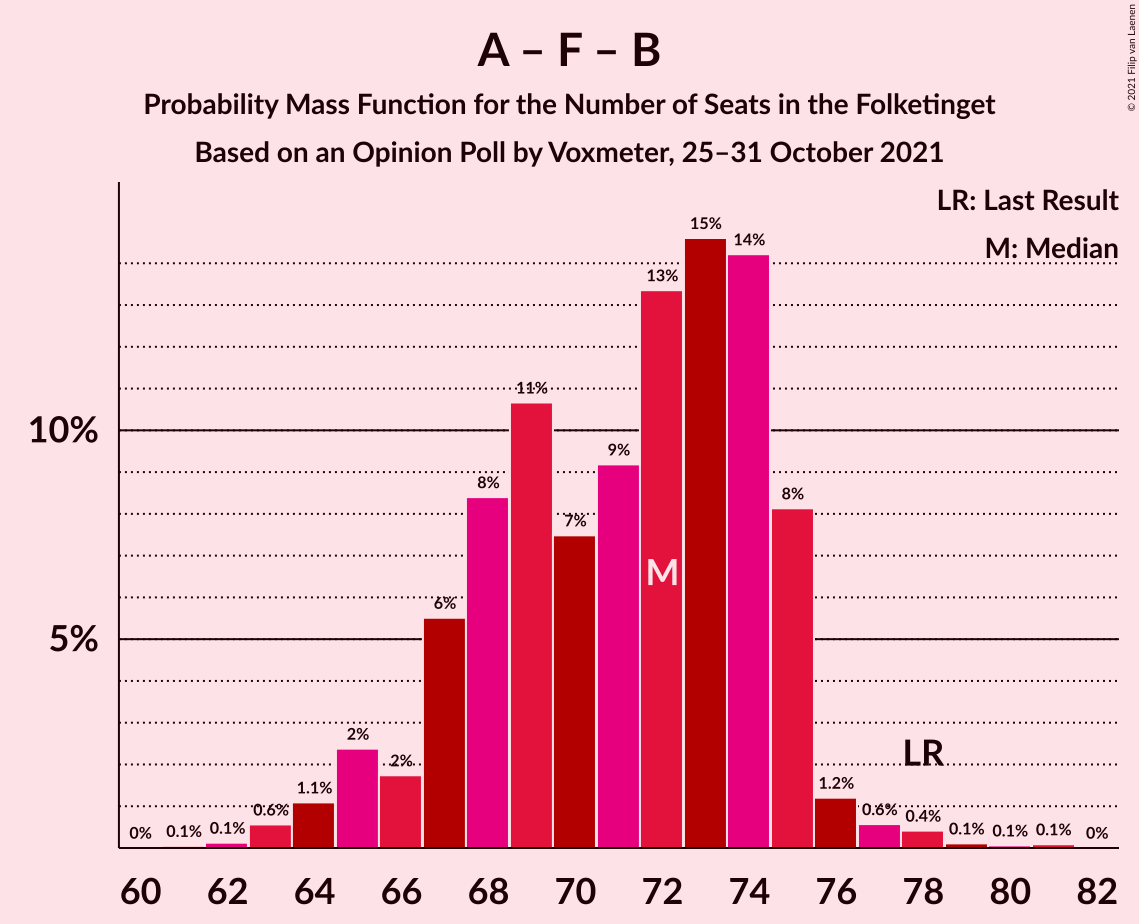 A – F – B
Probability Mass Function for the Number of Seats in the Folketinget
Based on an Opinion Poll by Voxmeter, 25–31 October 2021
© 2021 Filip van Laenen
LR: Last Result
M: Median
15%
14%
13%
11%
10%
9%
8%
8%
7%
M
6%
5%
LR
2%
2%
1.1%
1.2%
0.6%
0.6%
0.4%
0%
0.1%
0.1%
0.1%
0.1%
0.1%
0%
60 62 64 66 68 70 72 74 76 78 80 82